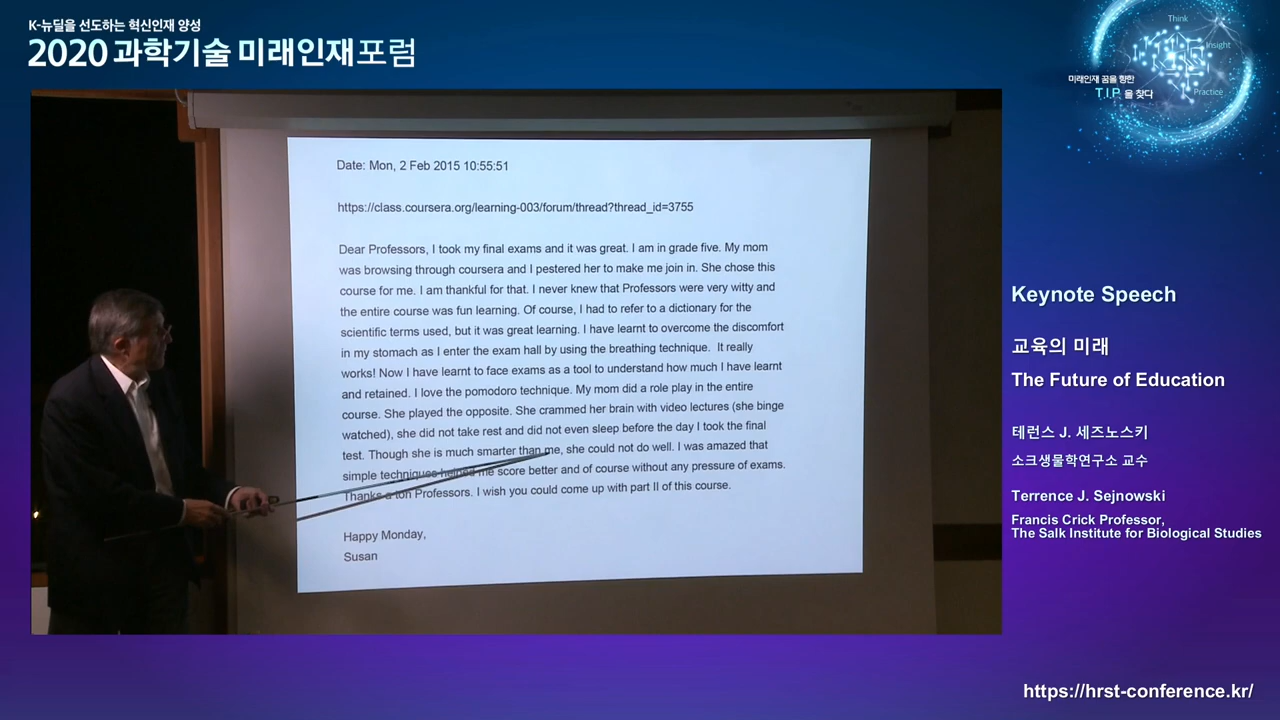 K-뉴딜을 선도하는 혁신인재 양성
2020 과학기술 미래인재포럼
Think
Insight
미래인재 꿈을 향한
T.I.P 을 찾다
Practice
Date: Mon, 2 Feb 2015 10:55:51
https://class.coursera.org/learning-003/forum/thread?thread_id=3755
Dear Professors, I took my final exams and it was great. I am in grade five. My mom
was browsing through coursera and I pestered her to make me join in. She chose this
course for me. I am thankful for that. I never knew that Professors were very witty and
the entire course was fun learning. Of course, I had to refer to a dictionary for the
scientific terms used, but it was great learning. I have learnt to overcome the discomfort
in my stomach as I enter the exam hall by using the breathing technique. It really
works! Now I have learnt to face exams as a tool to understand how much I have learnt
and retained. I love the pomodoro technique. My mom did a role play in the entire
course. She played the opposite. She crammed her brain with video lectures (she binge
watched), she did not take rest and did not even sleep before the day I took the final
test. Though she is much smarter than me, she could not do well. I was amazed that
simple techniques helped me score better and of course without any pressure of exams.
Thanks a ton Professors. I wish you could come up with part II of this course.
Happy Monday,
Susan
Keynote Speech
교육의 미래
The Future of Education
테런스 J. 세즈노스키
소크생물학연구소 교수
Terrence J. Sejnowski
Francis Crick Professor,
The Salk Institute for Biological Studies
https://hrst-conference.kr/